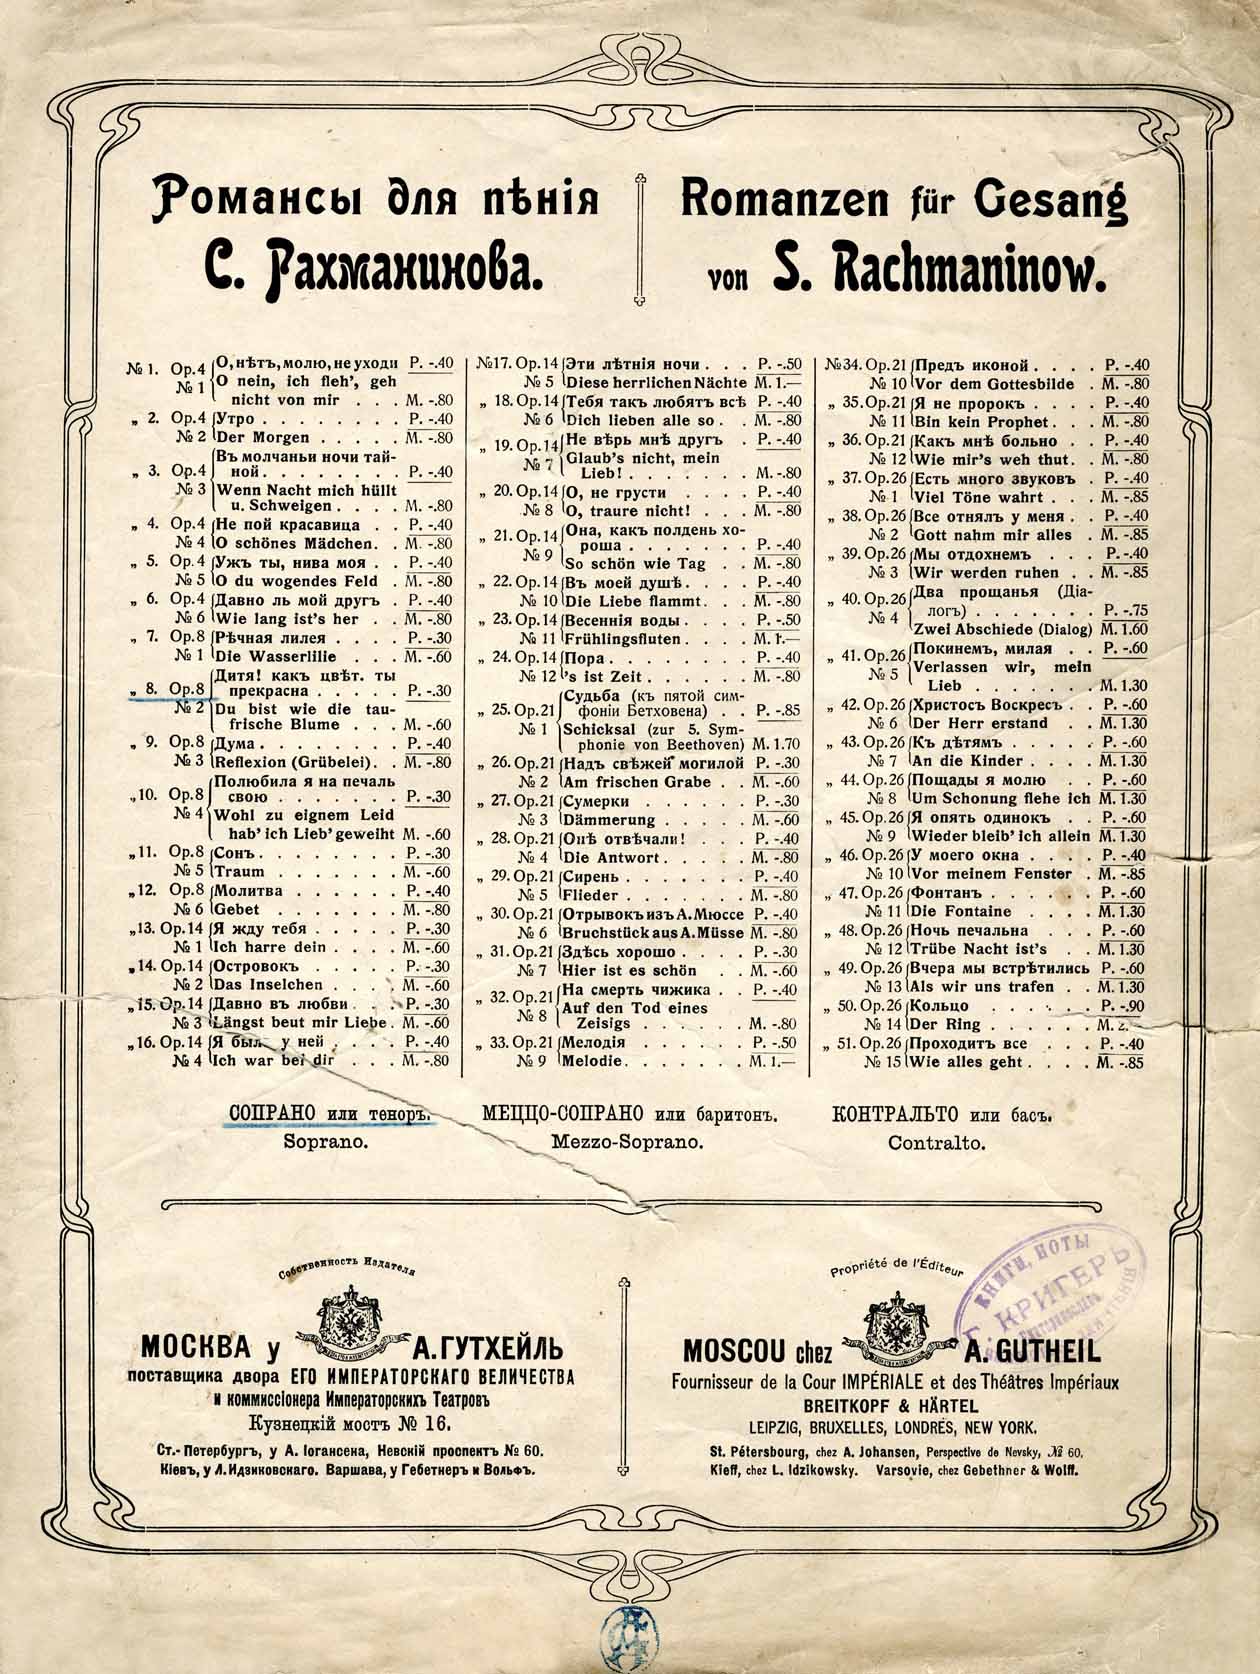 Романсы для пѣнія
С. Рахманинова.
Romanzen für Gesang
von S. Rachmaninow.
№ 1. Op. 4 О, нѣтъ, молю, не уходи Р. -.40
№ 1 O nein, ich fleh', geh
nicht von mir . . . M. -.80
„ 2. Op. 4 Утро . . . . . . . . Р. -.40
№ 2 Der Morgen . . . . . M. -.80
„ 3. Op. 4 Въ молчаньи ночи тай-
ной . . . . . . . . Р. -.40
№ 3 Wenn Nacht mich hüllt
u. Schweigen . . . . M. -.80
„ 4. Op. 4 Не пой красавица . . Р. -.40
№ 4 O schönes Mädchen. . M. -.80
„ 5. Op. 4 Ужъ ты, нива моя . . Р. -.40
№ 5 O du wogendes Feld . M. -.80
„ 6. Op. 4 Давно ль мой другъ . Р. -.40
№ 6 Wie lang ist's her . . M. -.80
„ 7. Op. 8 Рѣчная лилея . . . . Р. -.30
№ 1 Die Wasserlilie . . . M. -.60
„ 8. Op. 8 Дитя! какъ цвѣт. ты
прекрасна . . . . . Р. -.30
№ 2 Du bist wie die tau-
frische Blume . . . M. -.60
„ 9. Op. 8 Дума . . . . . . . . Р. -.40
№ 3 Reflexion (Grübelei). . M. -.80
„ 10. Op. 8 Полюбила я на печаль
свою . . . . . . . Р. -.30
№ 4 Wohl zu eignem Leid
hab' ich Lieb' geweiht M. -.60
„ 11. Op. 8 Сонъ . . . . . . . . Р. -.30
№ 5 Traum . . . . . . . M. -.60
„ 12. Op. 8 Молитва . . . . . . Р. -.40
№ 6 Gebet . . . . . . . M. -.80
„ 13. Op. 14 Я жду тебя . . . . . Р. -.30
№ 1 Ich harre dein . . . . M. -.60
„ 14. Op. 14 Островокъ . . . . . Р. -.30
№ 2 Das Inselchen . . . . M. -.60
„ 15. Op. 14 Давно въ любви . . . Р. -.30
№ 3 Längst beut mir Liebe . M. -.60
„ 16. Op. 14 Я был у ней . . . . Р. -.40
№ 4 Ich war bei dir . . . M. -.80
№ 17. Op. 14 Эти лѣтнія ночи . . . Р. -.50
№ 5 Diese herrlichen Nächte M. 1.—
„ 18. Op. 14 Тебя такъ любятъ всѣ Р. -.40
№ 6 Dich lieben alle so . . M. -.80
„ 19. Op. 14 Не вѣрь мнѣ другъ . Р. -.40
№ 7 Glaub's nicht, mein
Lieb! . . . . . . . M. -.80
„ 20. Op. 14 О, не грусти . . . . Р. -.40
№ 8 O, traure nicht! . . . M. -.80
„ 21. Op. 14 Она, какъ полдень хо-
роша . . . . . . . Р. -.40
№ 9 So schön wie Tag . . M. -.80
„ 22. Op. 14 Въ моей душѣ . . . . Р. -.40
№ 10 Die Liebe flammt. . . M. -.80
„ 23. Op. 14 Весеннія воды . . . . Р. -.50
№ 11 Frühlingsfluten . . . . M. 1.—
„ 24. Op. 14 Пора . . . . . . . . Р. -.40
№ 12 's ist Zeit . . . . . . M. -.80
„ 25. Op. 21 Судьба (къ пятой сим-
фоніи Бетховена) . . Р. -.85
№ 1 Schicksal (zur 5. Sym-
phonie von Beethoven) M. 1.70
„ 26. Op. 21 Надъ свѣжей могилой Р. -.30
№ 2 Am frischen Grabe . . M. -.60
„ 27. Op. 21 Сумерки . . . . . . Р. -.30
№ 3 Dämmerung . . . . . M. -.60
„ 28. Op. 21 Онѣ отвѣчали! . . . Р. -.40
№ 4 Die Antwort . . . . . M. -.80
„ 29. Op. 21 Сирень . . . . . . . Р. -.40
№ 5 Flieder . . . . . . . M. -.80
„ 30. Op. 21 Отрывокъ изъ А. Мюссе Р. -.40
№ 6 Bruchstück aus A. Müsse M. -.80
„ 31. Op. 21 Здѣсь хорошо . . . . Р. -.30
№ 7 Hier ist es schön . . M. -.60
„ 32. Op. 21 На смерть чижика . . Р. -.40
№ 8 Auf den Tod eines
Zeisigs . . . . . . M. -.80
„ 33. Op. 21 Мелодія . . . . . . Р. -.50
№ 9 Melodie . . . . . . . M. 1.—
№ 34. Op. 21 Предъ иконой . . . . Р. -.40
№ 10 Vor dem Gottesbilde . M. -.80
„ 35. Op. 21 Я не пророкъ . . . . Р. -.40
№ 11 Bin kein Prophet . . . M. -.80
„ 36. Op. 21 Какъ мнѣ больно . . Р. -.40
№ 12 Wie mir's weh thut. . M. -.80
„ 37. Op. 26 Есть много звуковъ . Р. -.40
№ 1 Viel Töne wahrt . . . M. -.85
„ 38. Op. 26 Все отнялъ у меня . . Р. -.40
№ 2 Gott nahm mir alles . M. -.85
„ 39. Op. 26 Мы отдохнемъ . . . Р. -.40
№ 3 Wir werden ruhen . . M. -.85
„ 40. Op. 26 Два прощанья (Діа-
логъ) . . . . . . . Р. -.75
№ 4 Zwei Abschiede (Dialog) M. 1.60
„ 41. Op. 26 Покинемъ, милая . . Р. -.60
№ 5 Verlassen wir, mein
Lieb . . . . . . . M. 1.30
„ 42. Op. 26 Христосъ Воскресъ . . Р. -.60
№ 6 Der Herr erstand . . M. 1.30
„ 43. Op. 26 Къ дѣтямъ . . . . . Р. -.60
№ 7 An die Kinder . . . . M. 1.30
„ 44. Op. 26 Пощады я молю . . Р. -.60
№ 8 Um Schonung flehe ich M. 1.30
„ 45. Op. 26 Я опять одинокъ . . Р. -.60
№ 9 Wieder bleib' ich allein M. 1.30
„ 46. Op. 26 У моего окна . . . . Р. -.40
№ 10 Vor meinem Fenster . M. -.85
„ 47. Op. 26 Фонтанъ . . . . . . Р. -.60
№ 11 Die Fontaine . . . . M. 1.30
„ 48. Op. 26 Ночь печальна . . . Р. -.60
№ 12 Trübe Nacht ist's . . M. 1.30
„ 49. Op. 26 Вчера мы встрѣтились Р. -.60
№ 13 Als wir uns trafen . . M. 1.30
„ 50. Op. 26 Кольцо . . . . . . Р. -.90
№ 14 Der Ring . . . . . . M. 2.
„ 51. Op. 26 Проходитъ все . . . Р. -.40
№ 15 Wie alles geht . . . . M. -.85
СОПРАНО или теноръ.
Soprano.
МЕЦЦО-СОПРАНО или баритонъ.
Mezzo-Soprano.
КОНТРАЛЬТО или басъ.
Contralto.
Собственность Издателя
МОСКВА у А. ГУТХЕЙЛЬ
поставщика двора ЕГО ИМПЕРАТОРСКАГО ВЕЛИЧЕСТВА
и коммиссіонера Императорскихъ Театровъ
Кузнецкій мостъ № 16.
Ст.-Петербургъ, у А. Іогансена, Невскій проспектъ № 60.
Кіевъ, у Л. Идзиковскаго. Варшава, у Гебетнеръ и Вольфъ.
Propriété de l'Éditeur
MOSCOU chez A. GUTHEIL
Fournisseur de la Cour IMPÉRIALE et des Théâtres Impériaux
BREITKOPF & HÄRTEL
LEIPZIG, BRUXELLES, LONDRÉS, NEW YORK.
St. Pétersbourg, chez A. Johansen, Perspective de Nevsky, № 60.
Kieff, chez L. Idzikowsky. Varsovie, chez Gebethner & Wolff.
КНИГИ, НОТЫ
Г. КРИГЕРЪ